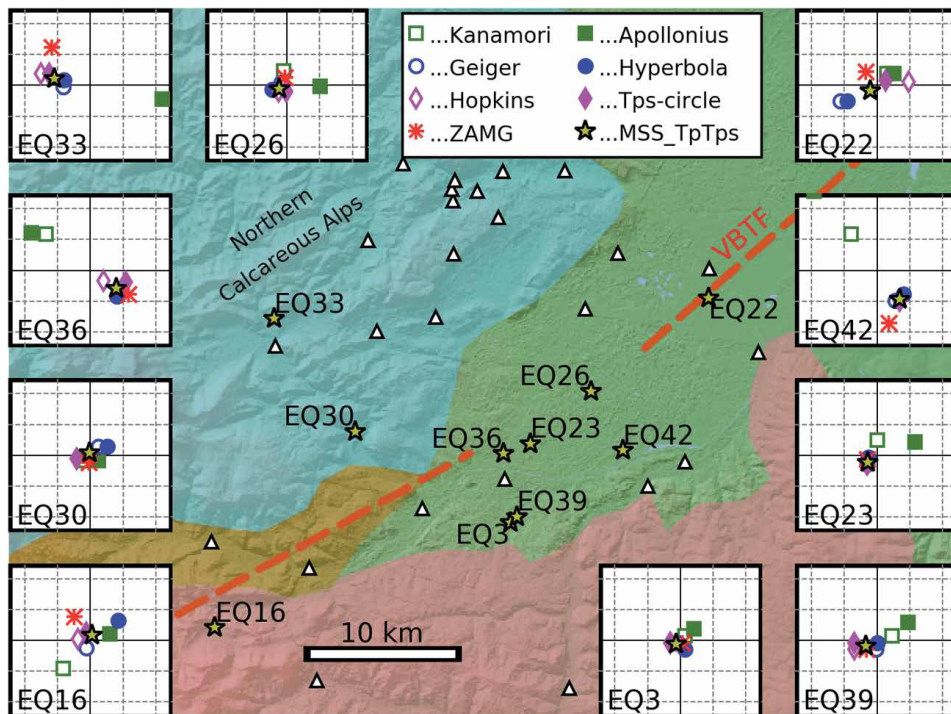 ...Kanamori
...Apollonius
...Geiger
...Hyperbola
...Hopkins
...Tps-circle
...ZAMG
...MSS_TpTps
EQ33
EQ26
EQ22
Northern
Calcareous Alps
VBTF
EQ33
EQ22
EQ36
EQ42
EQ26
EQ30
EQ36
EQ23
EQ42
EQ30
EQ39
EQ23
EQ3
EQ16
10 km
EQ16
EQ3
EQ39